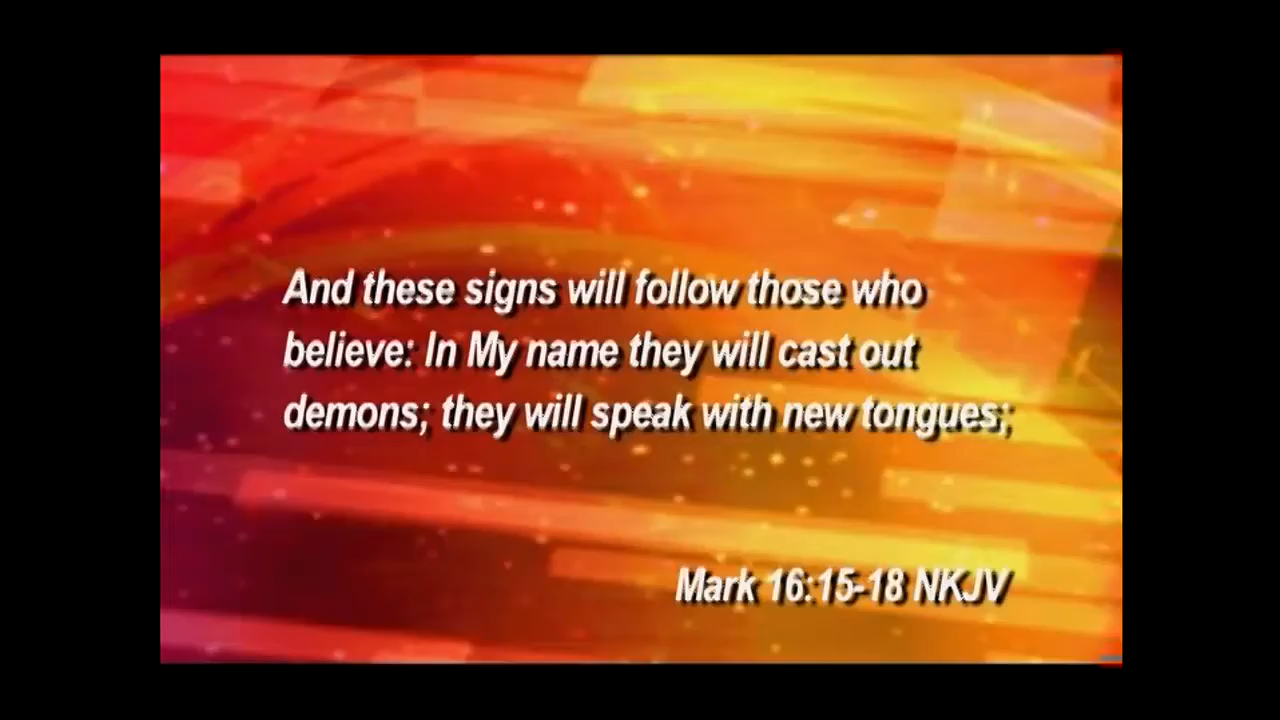 And these signs will follow those who
believe: In My name they will cast out
demons; they will speak with new tongues;
Mark 16:15-18 NKJV